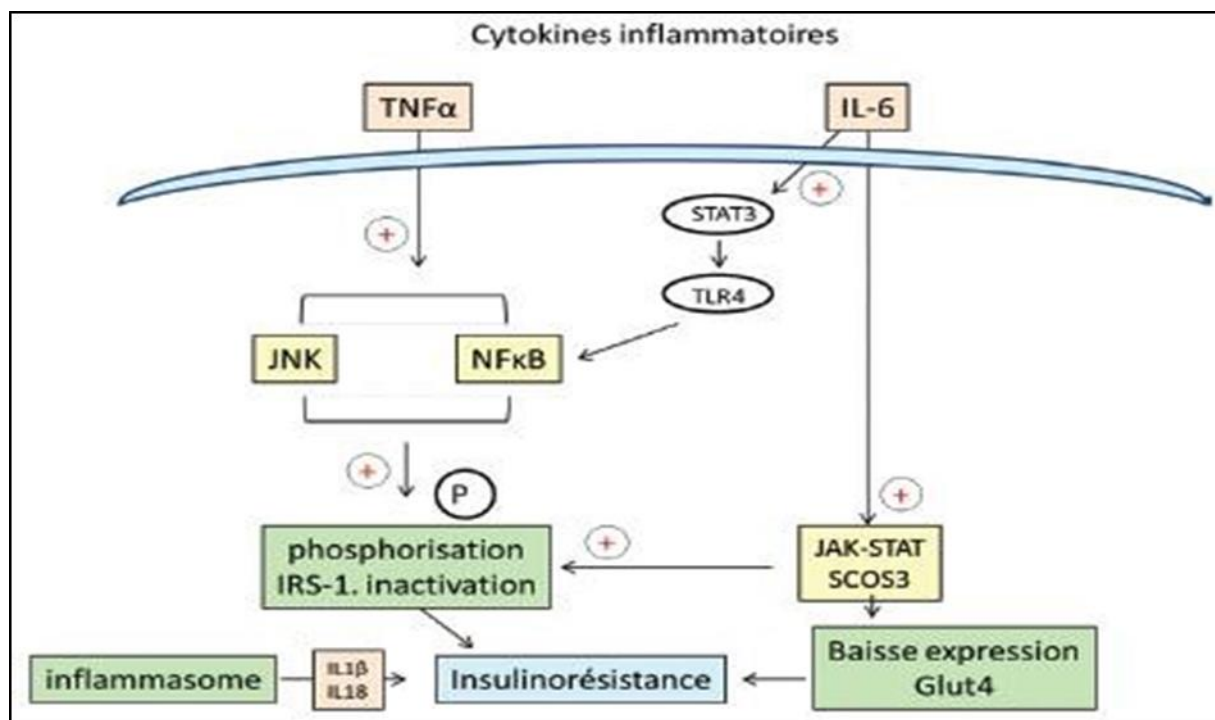 Cytokines inflammatoires
TNFα
IL-6
+
STAT3
+
TLR4
JNK
NFκB
+
P
+
phosphorisation
IRS-1. inactivation
+
JAK-STAT
SCOS3
inflammasome
IL1β
IL18
Insulinorésistance
Baisse expression
Glut4